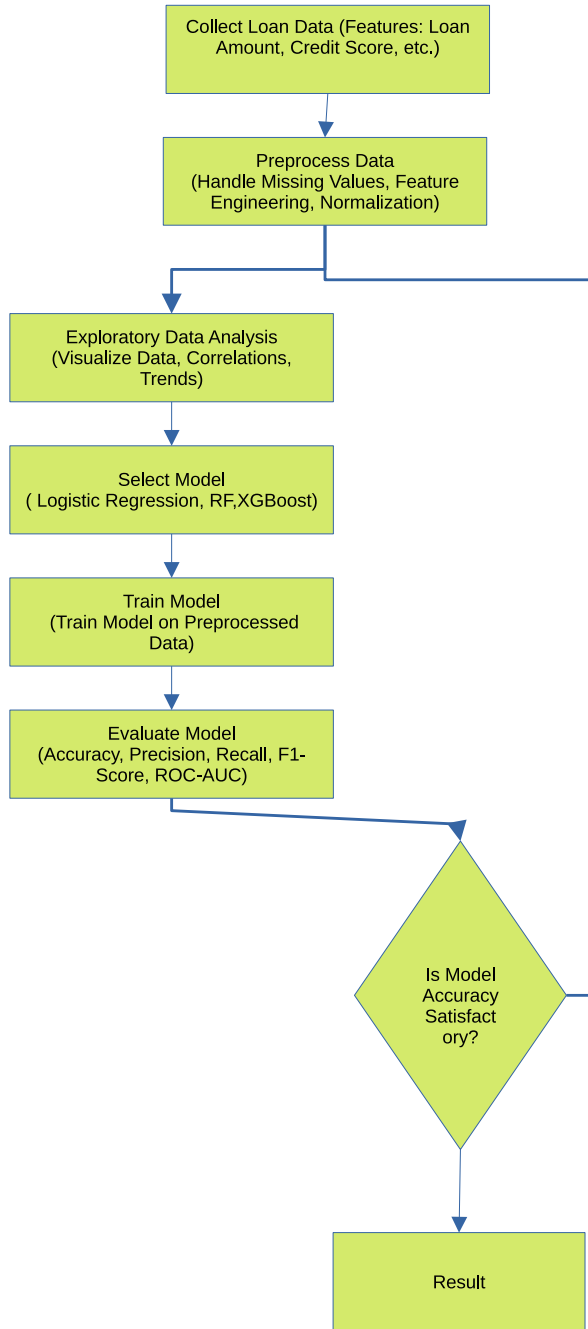 Collect Loan Data (Features: Loan
Amount, Credit Score, etc.)
Preprocess Data
(Handle Missing Values, Feature
Engineering, Normalization)
Exploratory Data Analysis
(Visualize Data, Correlations,
Trends)
Select Model
( Logistic Regression, RF,XGBoost)
Train Model
(Train Model on Preprocessed
Data)
Evaluate Model
(Accuracy, Precision, Recall, F1-
Score, ROC-AUC)
Is Model
Accuracy
Satisfact
ory?
Result